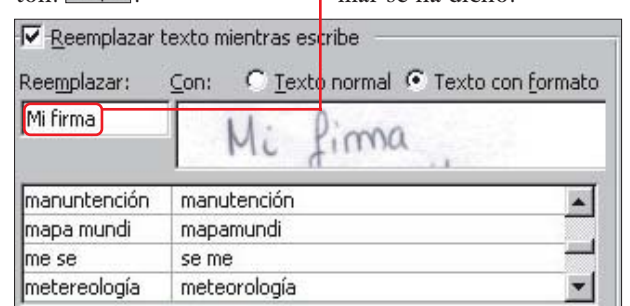 mar se ha dicho.
Reemplazar texto mientras escribe
Reemplazar: Con: Texto normal Texto con formato
Mi firma Mi firma
manuntención manutención
mapa mundi mapamundi
me se se me
metereología meteorología